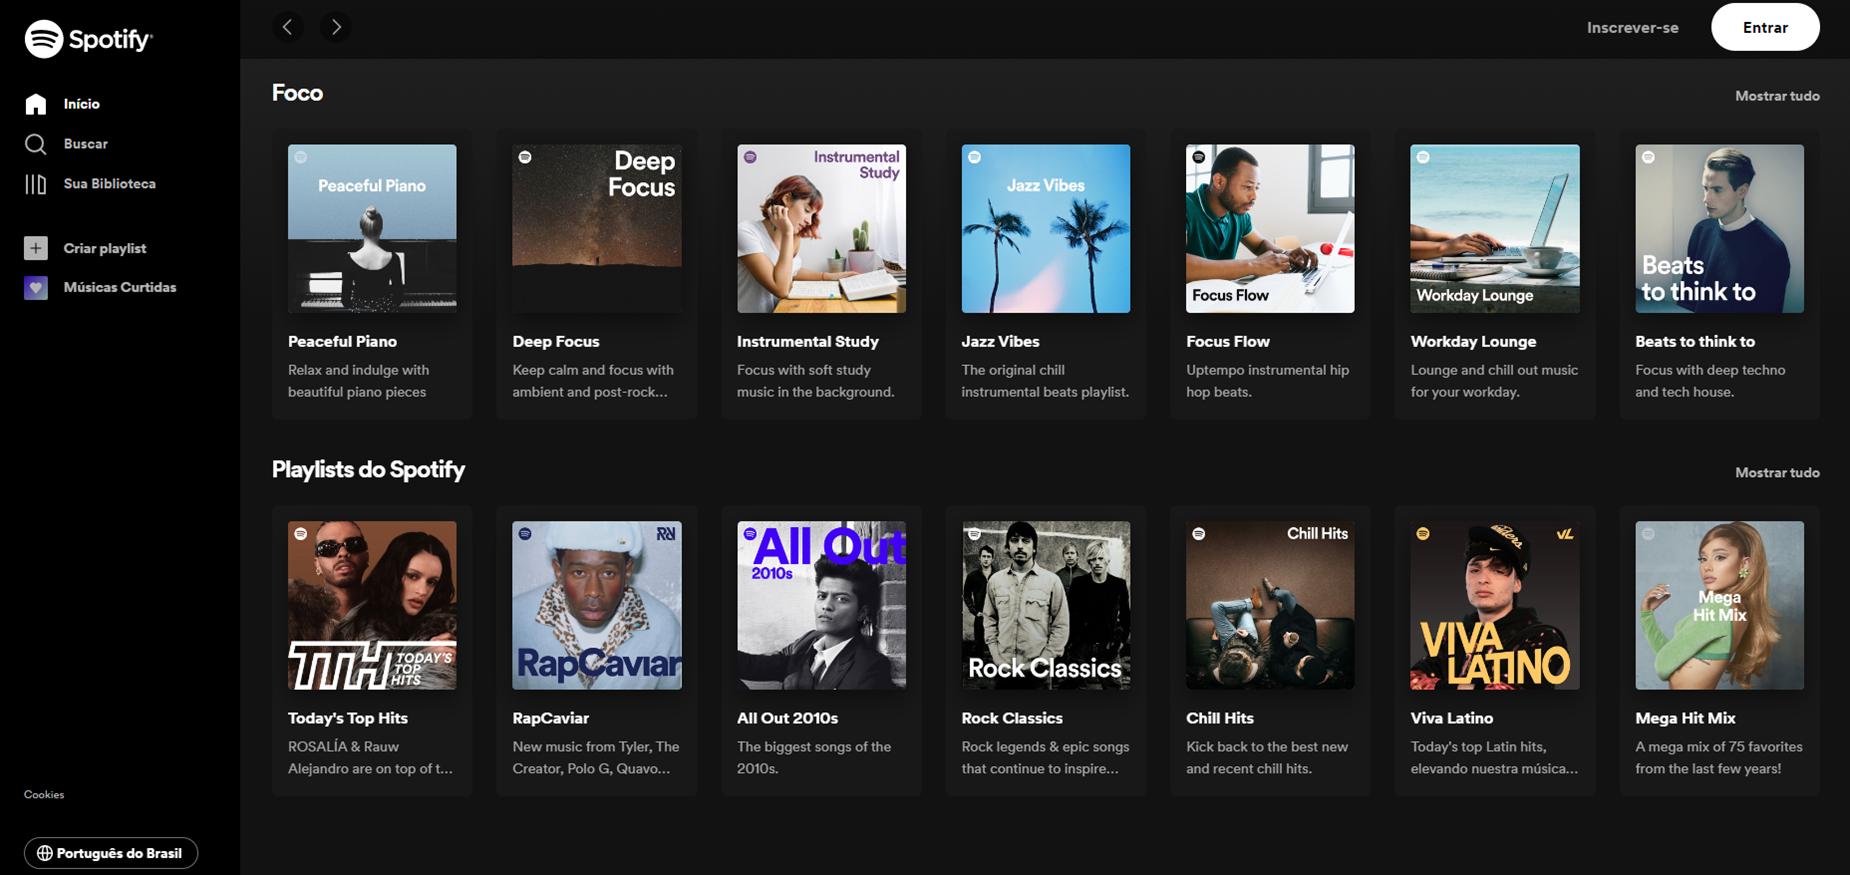 Spotify
Início
Buscar
Sua Biblioteca
Criar playlist
Músicas Curtidas
Cookies
Português do Brasil
Inscrever-se
Entrar
Foco
Mostrar tudo
Peaceful Piano
Peaceful Piano
Relax and indulge with
beautiful piano pieces
Deep
Focus
Deep Focus
Keep calm and focus with
ambient and post-rock...
Instrumental
Study
Instrumental Study
Focus with soft study
music in the background.
Jazz Vibes
Jazz Vibes
The original chill
instrumental beats playlist.
Focus Flow
Focus Flow
Uptempo instrumental hip
hop beats.
Workday Lounge
Workday Lounge
Lounge and chill out music
for your workday.
Beats
to think to
Beats to think to
Focus with deep techno
and tech house.
Playlists do Spotify
Mostrar tudo
TTH TODAY'S
TOP
HITS
Today's Top Hits
ROSALÍA & Rauw
Alejandro are on top of t...
RapCaviar
RapCaviar
New music from Tyler, The
Creator, Polo G, Quavo...
All Out
2010s
All Out 2010s
The biggest songs of the
2010s.
Rock Classics
Rock Classics
Rock legends & epic songs
that continue to inspire...
Chill Hits
Chill Hits
Kick back to the best new
and recent chill hits.
VL
VIVA
LATINO
Viva Latino
Today's top Latin hits,
elevando nuestra música...
Mega
Hit Mix
Mega Hit Mix
A mega mix of 75 favorites
from the last few years!